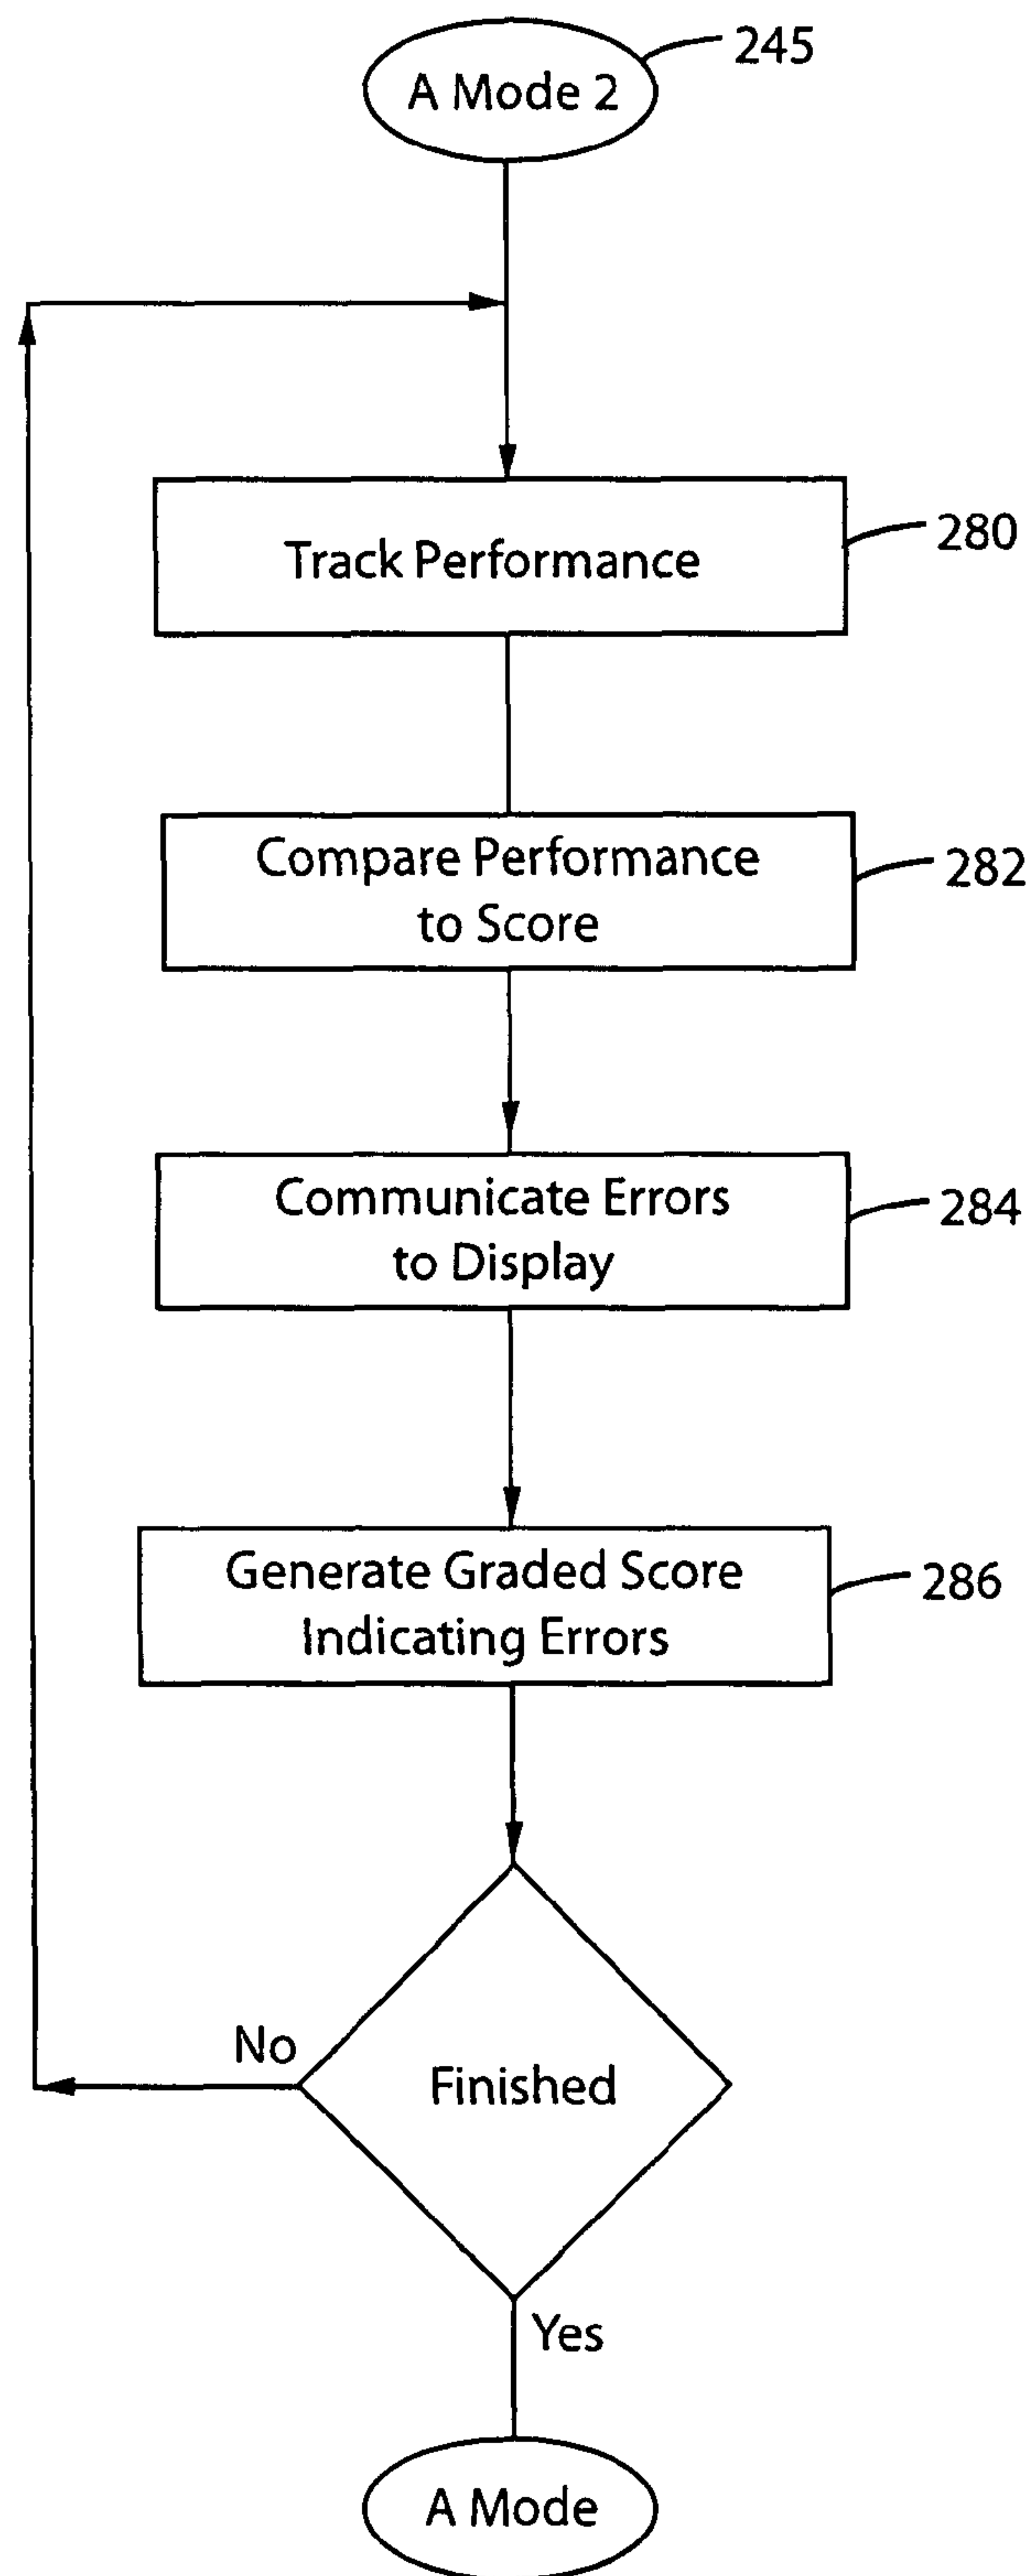 A Mode 2
245
Track Performance
280
Compare Performance
to Score
282
Communicate Errors
to Display
284
Generate Graded Score
Indicating Errors
286
No
Finished
Yes
A Mode